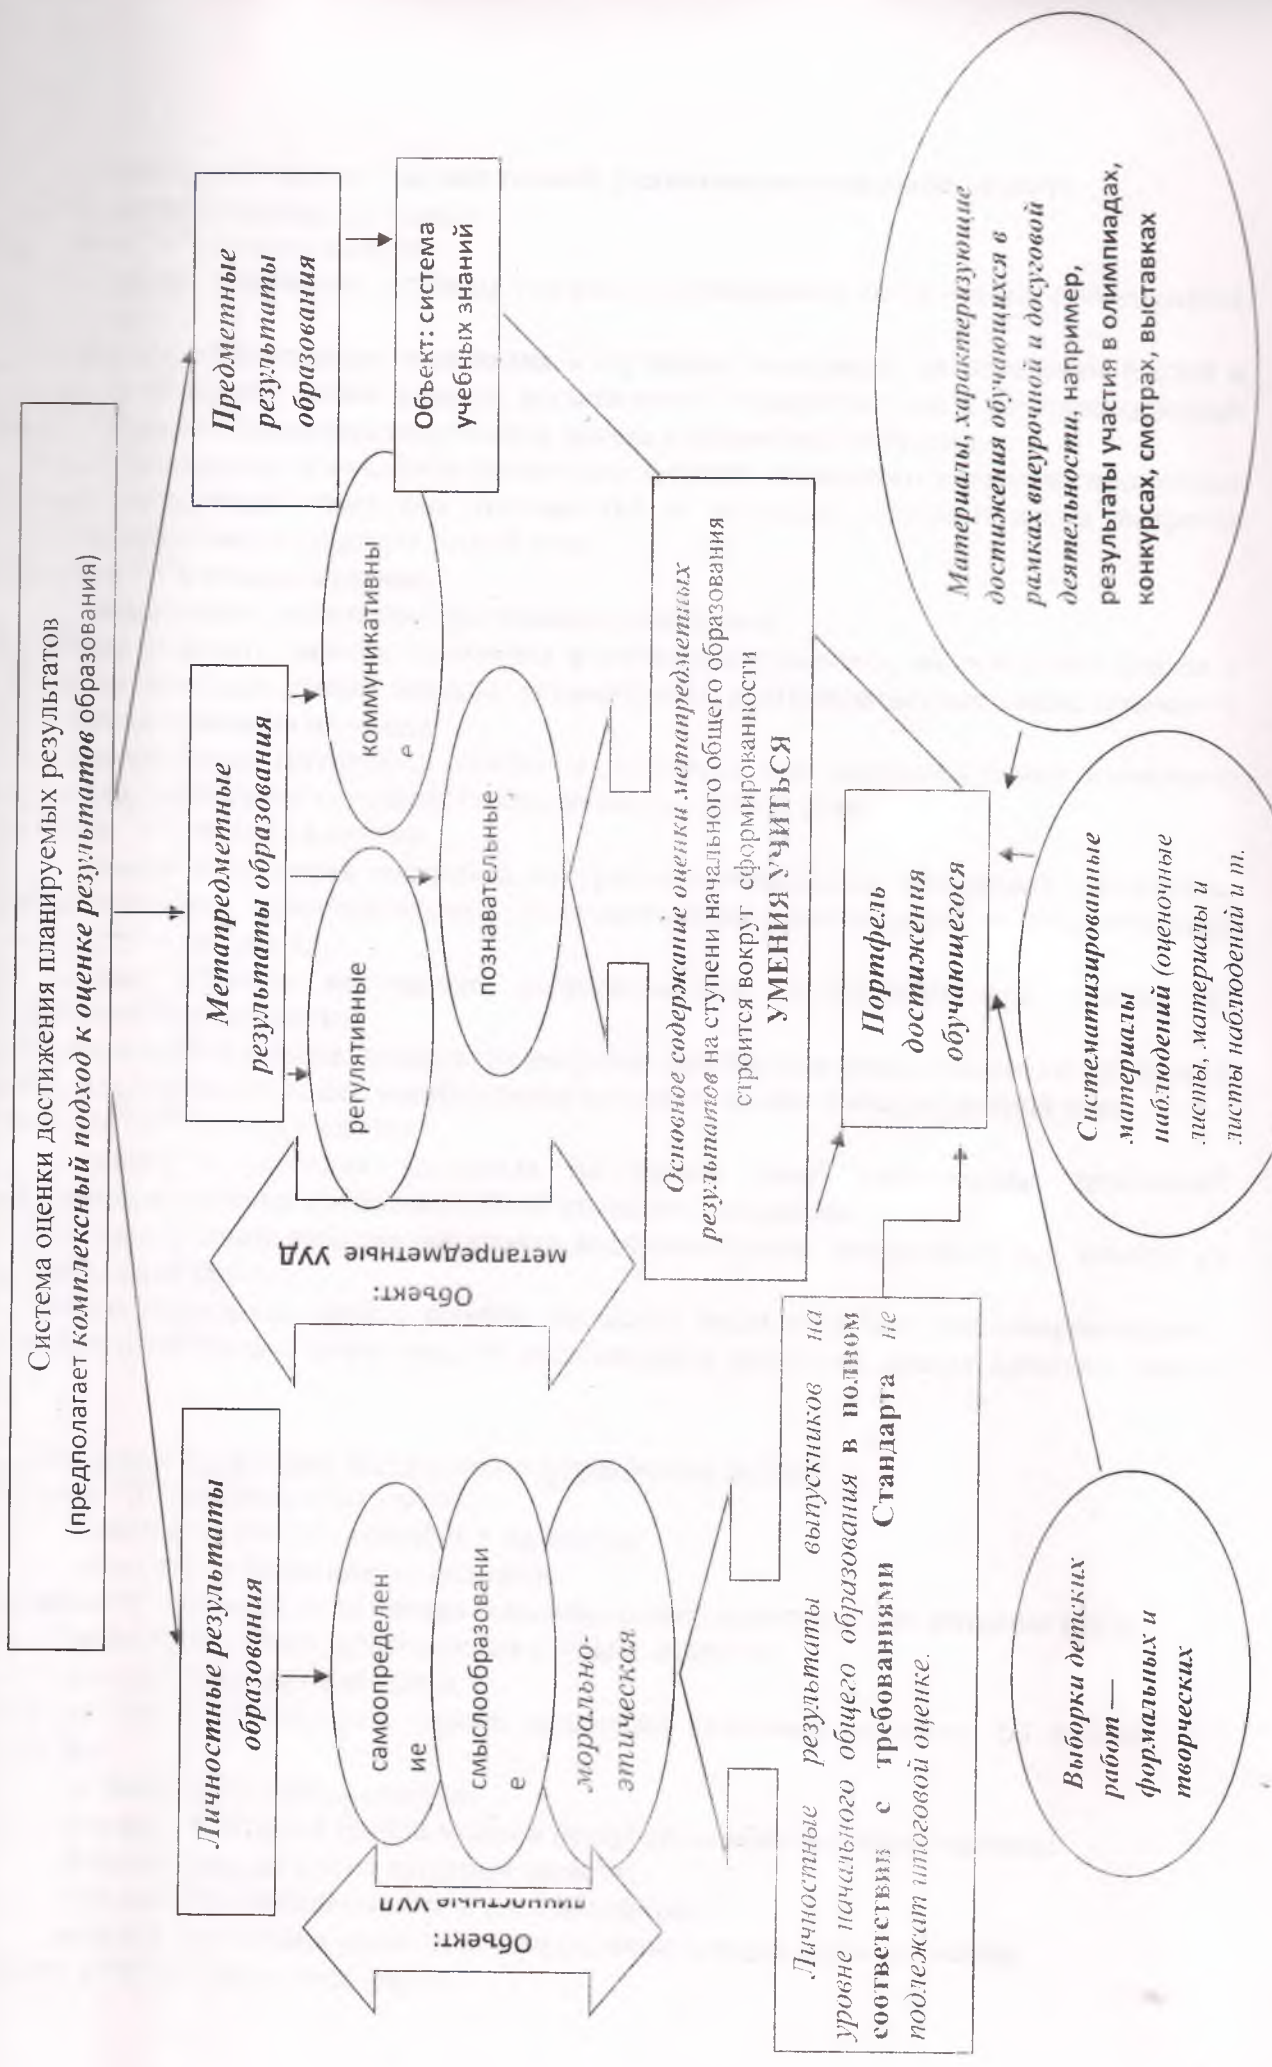 Система оценки достижения планируемых результатов
(предполагает комплексный подход к оценке результатов образования)
Личностные результаты
образования
Метапредметные
результаты образования
Предметные
результаты
образования
Объект:
личностные УУД
самоопределен
ие
смыслообразовани
е
морально-
этическая
Объект:
метапредметные УУД
регулятивные
коммуникативны
е
познавательные
Объект: система
учебных знаний
Личностные результаты выпускников на
уровне начального общего образования в полном
соответствии с требованиями Стандарта не
подлежат итоговой оценке.
Основное содержание оценки метапредметных
результатов на ступени начального общего образования
строится вокруг сформированности
УМЕНИЯ УЧИТЬСЯ
Портфель
достижения
обучающегося
Выборки детских
работ —
формальных и
творческих
Систематизированные
материалы
наблюдений (оценочные
листы, материалы и
листы наблюдений и т.
Материалы, характеризующие
достижения обучающихся в
рамках внеурочной и досуговой
деятельности, например,
результаты участия в олимпиадах,
конкурсах, смотрах, выставках